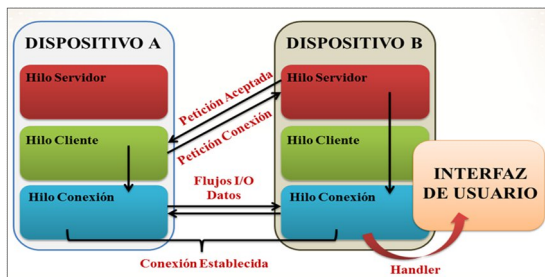 DISPOSITIVO A
Hilo Servidor
Hilo Cliente
Hilo Conexión
Petición Aceptada
Petición Conexión
Flujos I/O
Datos
Conexión Establecida
DISPOSITIVO B
Hilo Servidor
Hilo Cliente
Hilo Conexión
INTERFAZ
DE USUARIO
Handler